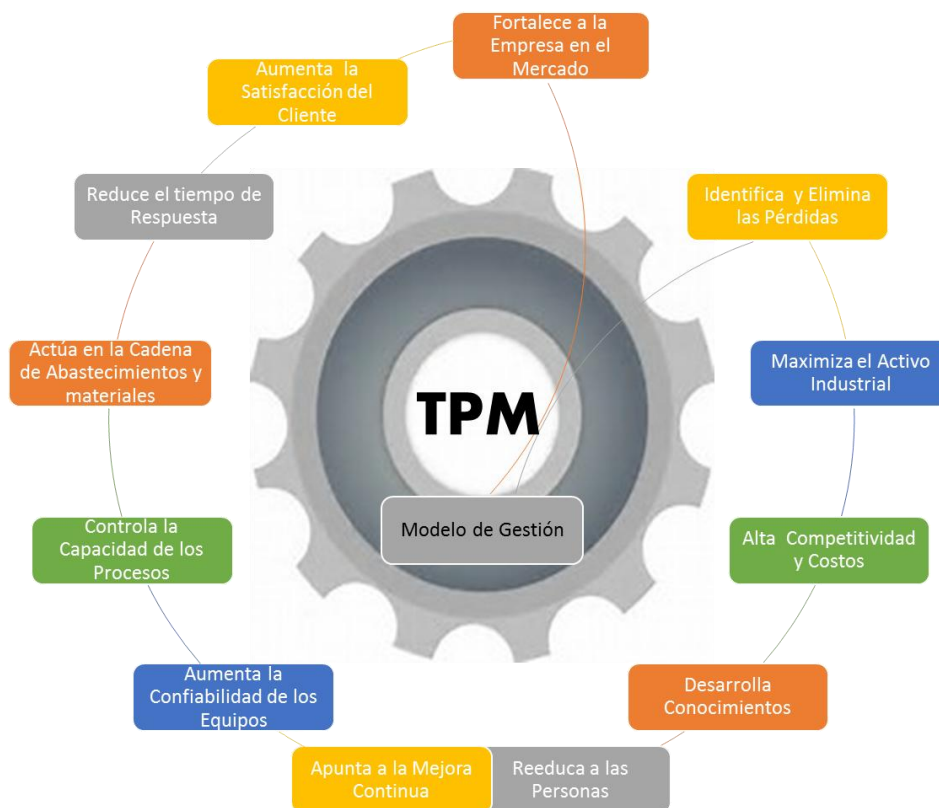 Fortalece a la
Empresa en el
Mercado
Aumenta la
Satisfacción del
Cliente
Reduce el tiempo de
Respuesta
Identifica y Elimina
las Pérdidas
Actúa en la Cadena
de Abastecimientos y
materiales
Maximiza el Activo
Industrial
TPM
Modelo de Gestión
Controla la
Capacidad de los
Procesos
Alta Competitividad
y Costos
Aumenta la
Confiabilidad de los
Equipos
Desarrolla
Conocimientos
Apunta a la Mejora
Continua
Reeduca a las
Personas